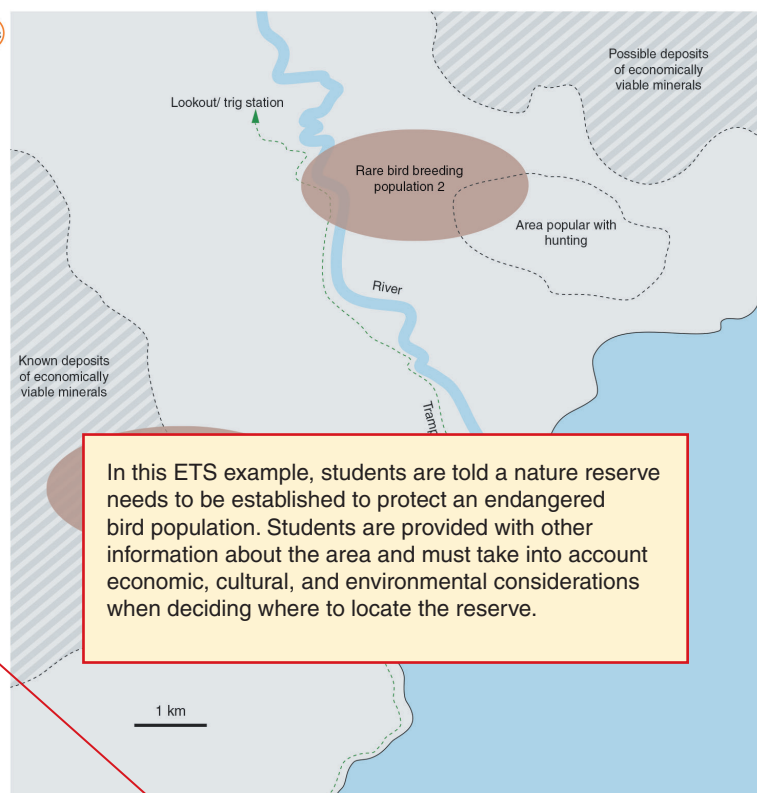 Possible deposits
of economically
viable minerals
Lookout/ trig station
Rare bird breeding
population 2
Area popular with
hunting
River
Known deposits
of economically
viable minerals
In this ETS example, students are told a nature reserve
needs to be established to protect an endangered
bird population. Students are provided with other
information about the area and must take into account
economic, cultural, and environmental considerations
when deciding where to locate the reserve.
1 km